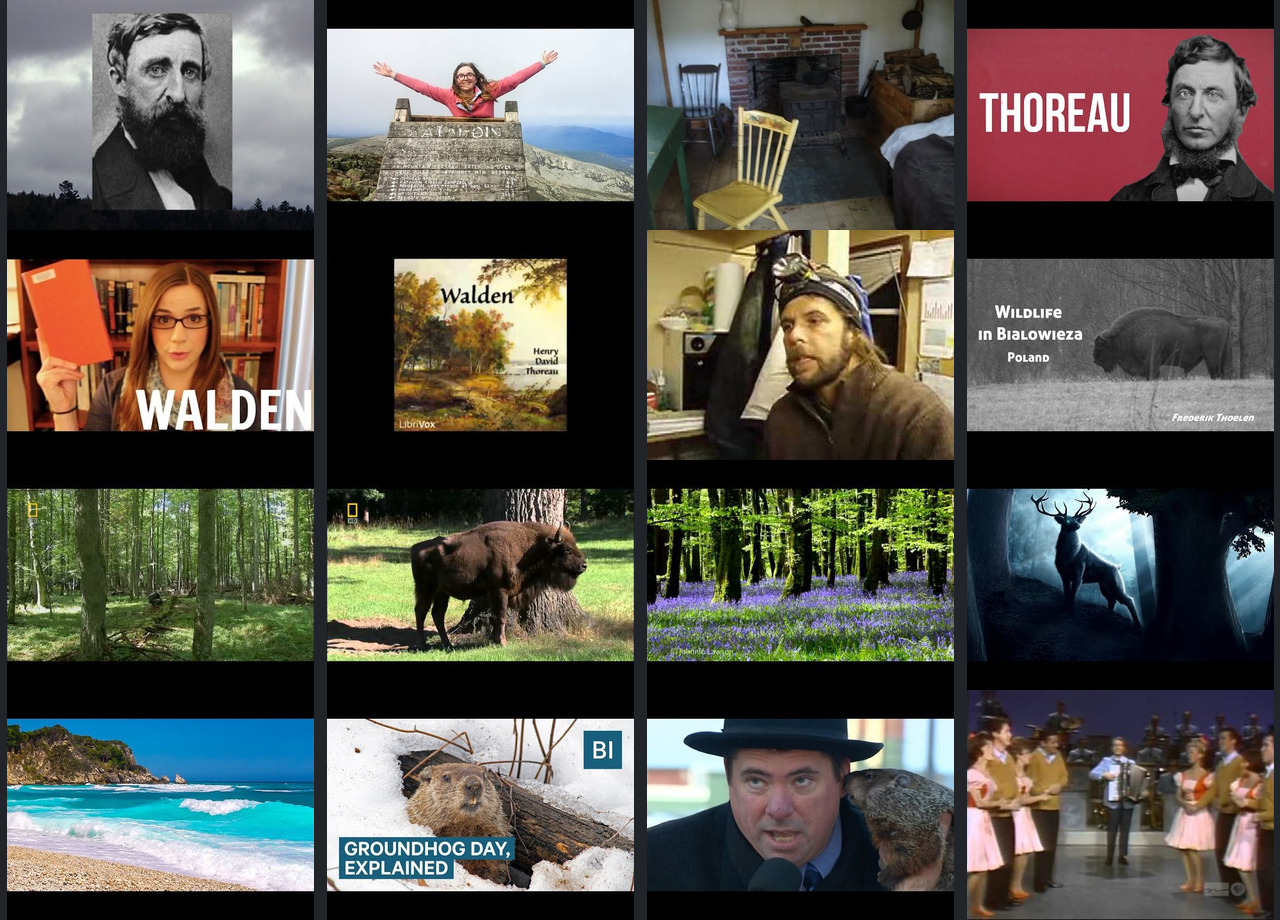 THOREAU
KATAHDIN
WALDEN
Walden
Henry
David
Thoreau
LibriVox
Wildlife
in Bialowieza
Poland
Frederik Thoelen
BI
GROUNDHOG DAY,
EXPLAINED